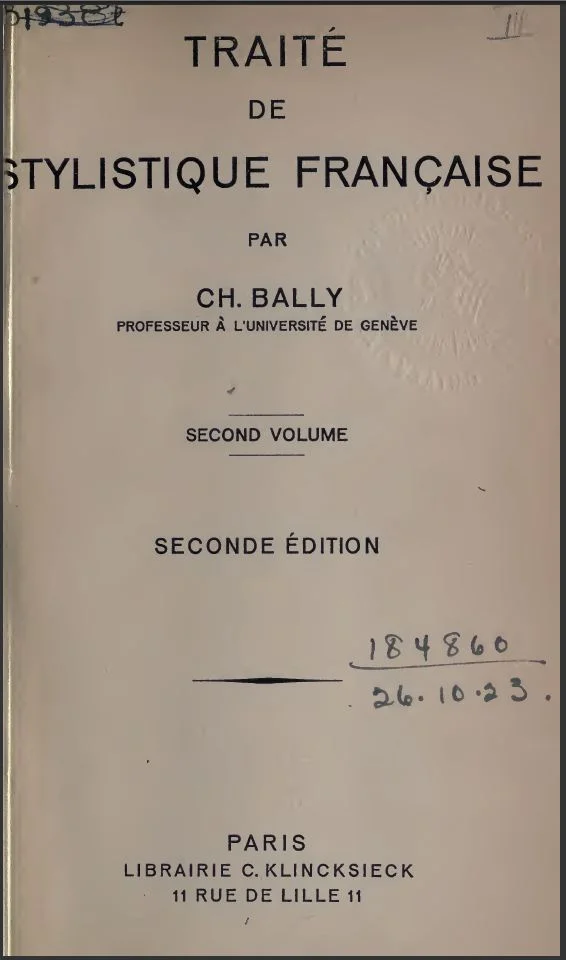 III
TRAITÉ
DE
STYLISTIQUE FRANÇAISE
PAR
CH. BALLY
PROFESSEUR À L'UNIVERSITÉ DE GENÈVE
SECOND VOLUME
SECONDE ÉDITION
184860
26.10.23.
PARIS
LIBRAIRIE C. KLINCKSIECK
11 RUE DE LILLE 11